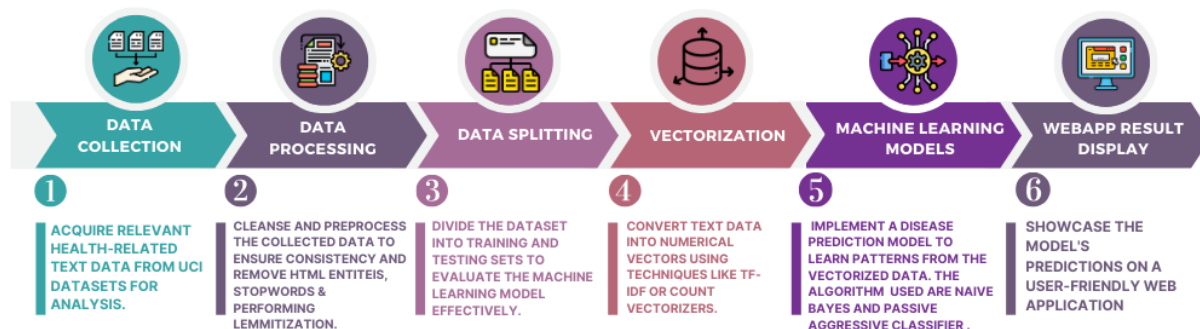 DATA
COLLECTION
DATA
PROCESSING
DATA SPLITTING
VECTORIZATION
MACHINE LEARNING
MODELS
WEBAPP RESULT
DISPLAY
1
ACQUIRE RELEVANT
HEALTH-RELATED
TEXT DATA FROM UCI
DATASETS FOR
ANALYSIS.
2
CLEANSE AND PREPROCESS
THE COLLECTED DATA TO
ENSURE CONSISTENCY AND
REMOVE HTML ENTITEIS,
STOPWORDS &
PERFORMING
LEMMITIZATION.
3
DIVIDE THE DATASET
INTO TRAINING AND
TESTING SETS TO
EVALUATE THE MACHINE
LEARNING MODEL
EFFECTIVELY.
4
CONVERT TEXT DATA
INTO NUMERICAL
VECTORS USING
TECHNIQUES LIKE TF-
IDF OR COUNT
VECTORIZERS.
5
IMPLEMENT A DISEASE
PREDICTION MODEL TO
LEARN PATTERNS FROM THE
VECTORIZED DATA. THE
ALGORITHM USED ARE NAIVE
BAYES AND PASSIVE
AGGRESSIVE CLASSIFIER .
6
SHOWCASE THE
MODEL'S
PREDICTIONS ON A
USER-FRIENDLY WEB
APPLICATION